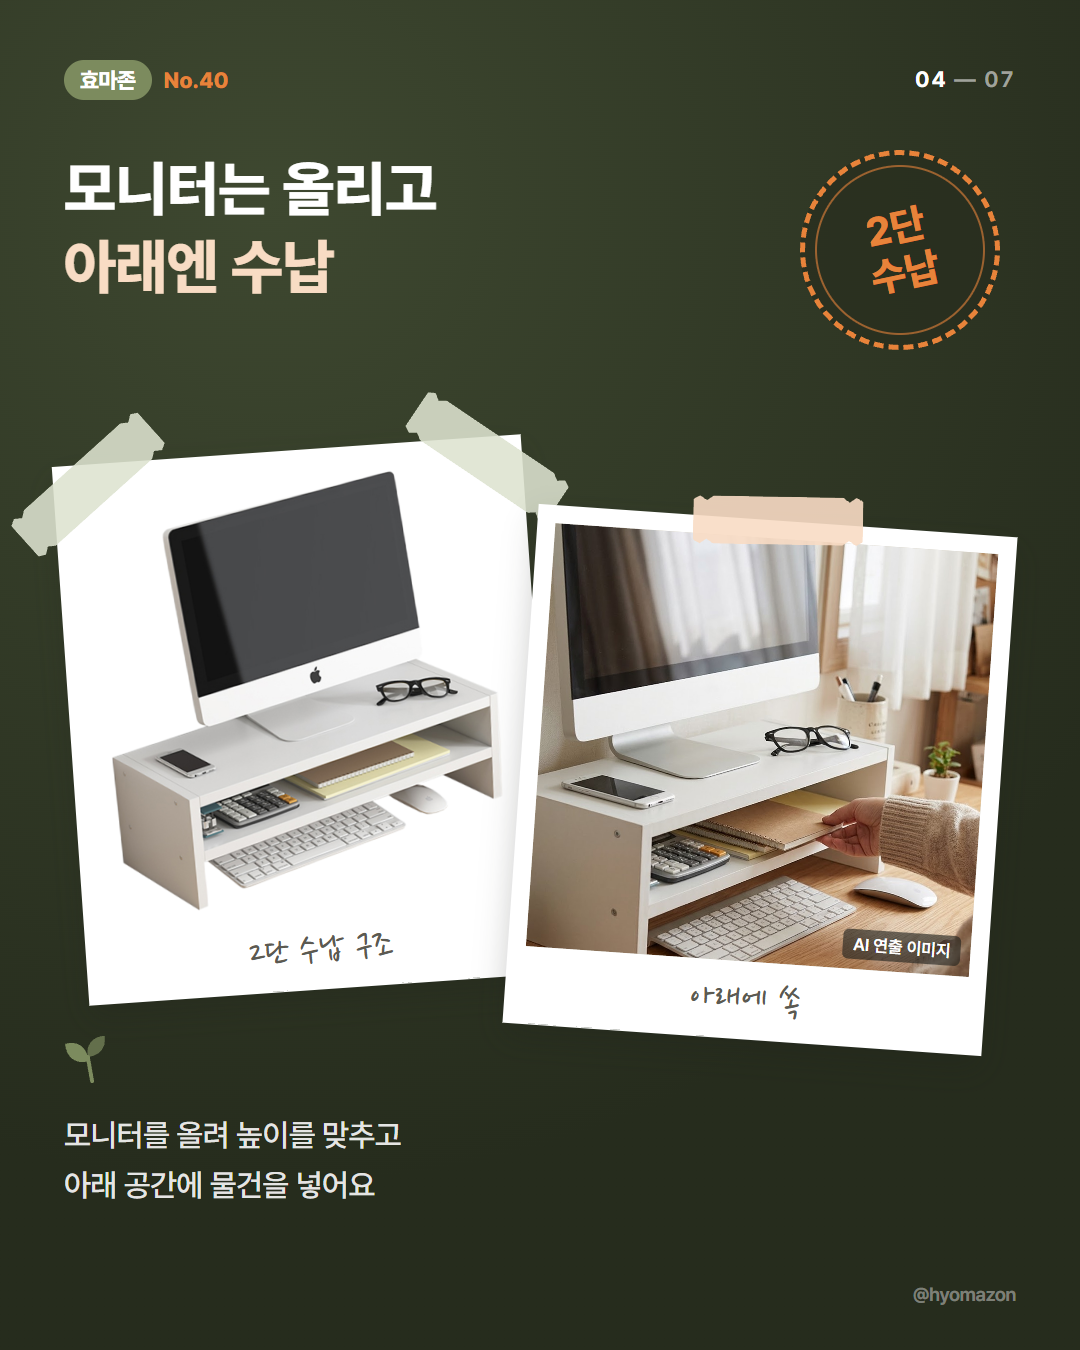 효마존 No.40
04 — 07
모니터는 올리고
아래엔 수납
2단
수납
2단 수납 구조
AI 연출 이미지
아래에 쏙
모니터를 올려 높이를 맞추고
아래 공간에 물건을 넣어요
@hyomazon